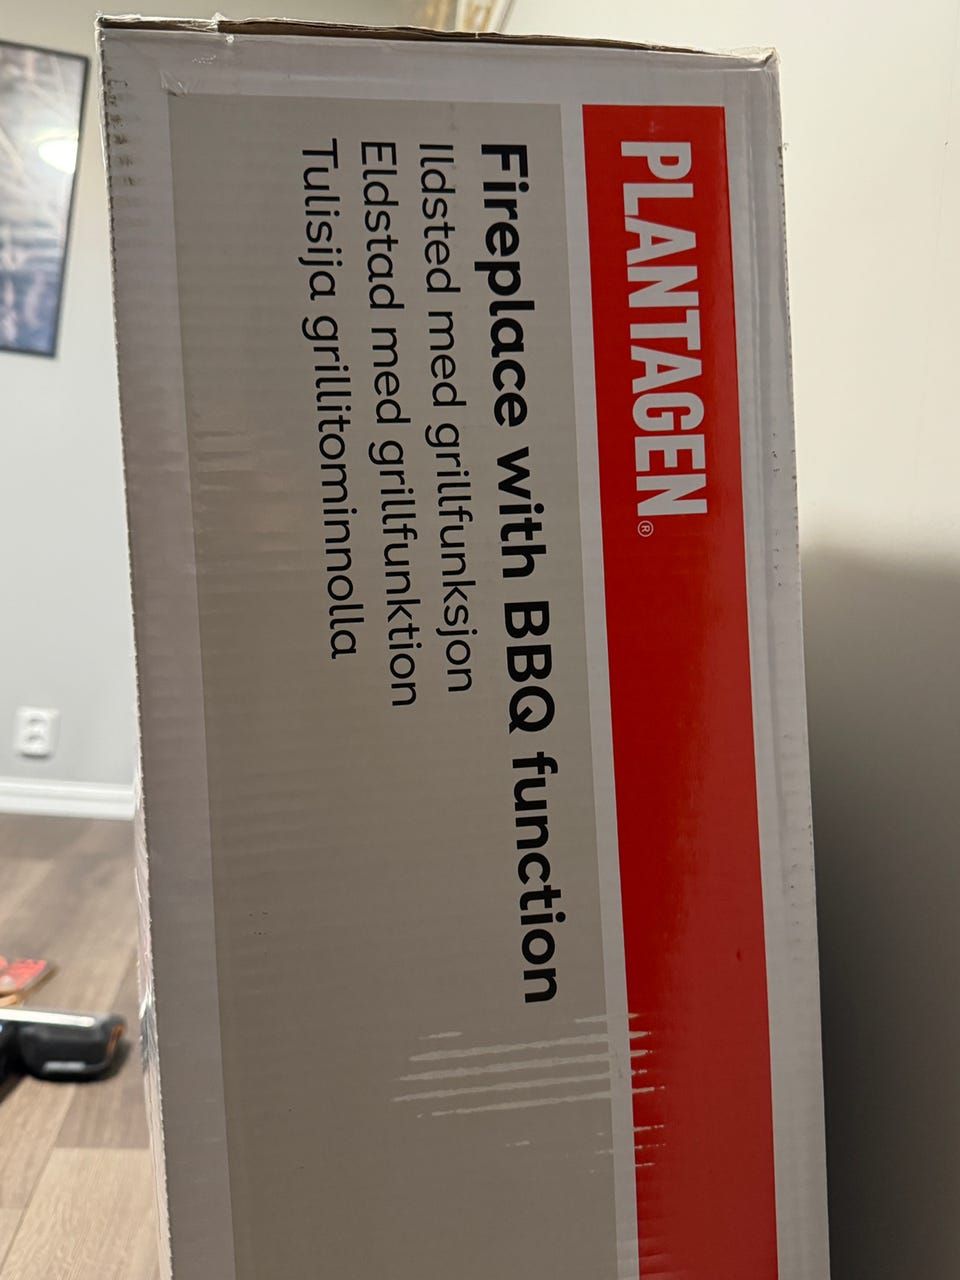 PLANTAGEN®
Fireplace with BBQ function
Ildsted med grillfunksjon
Eldstad med grillfunktion
Tulisija grillitominnolla